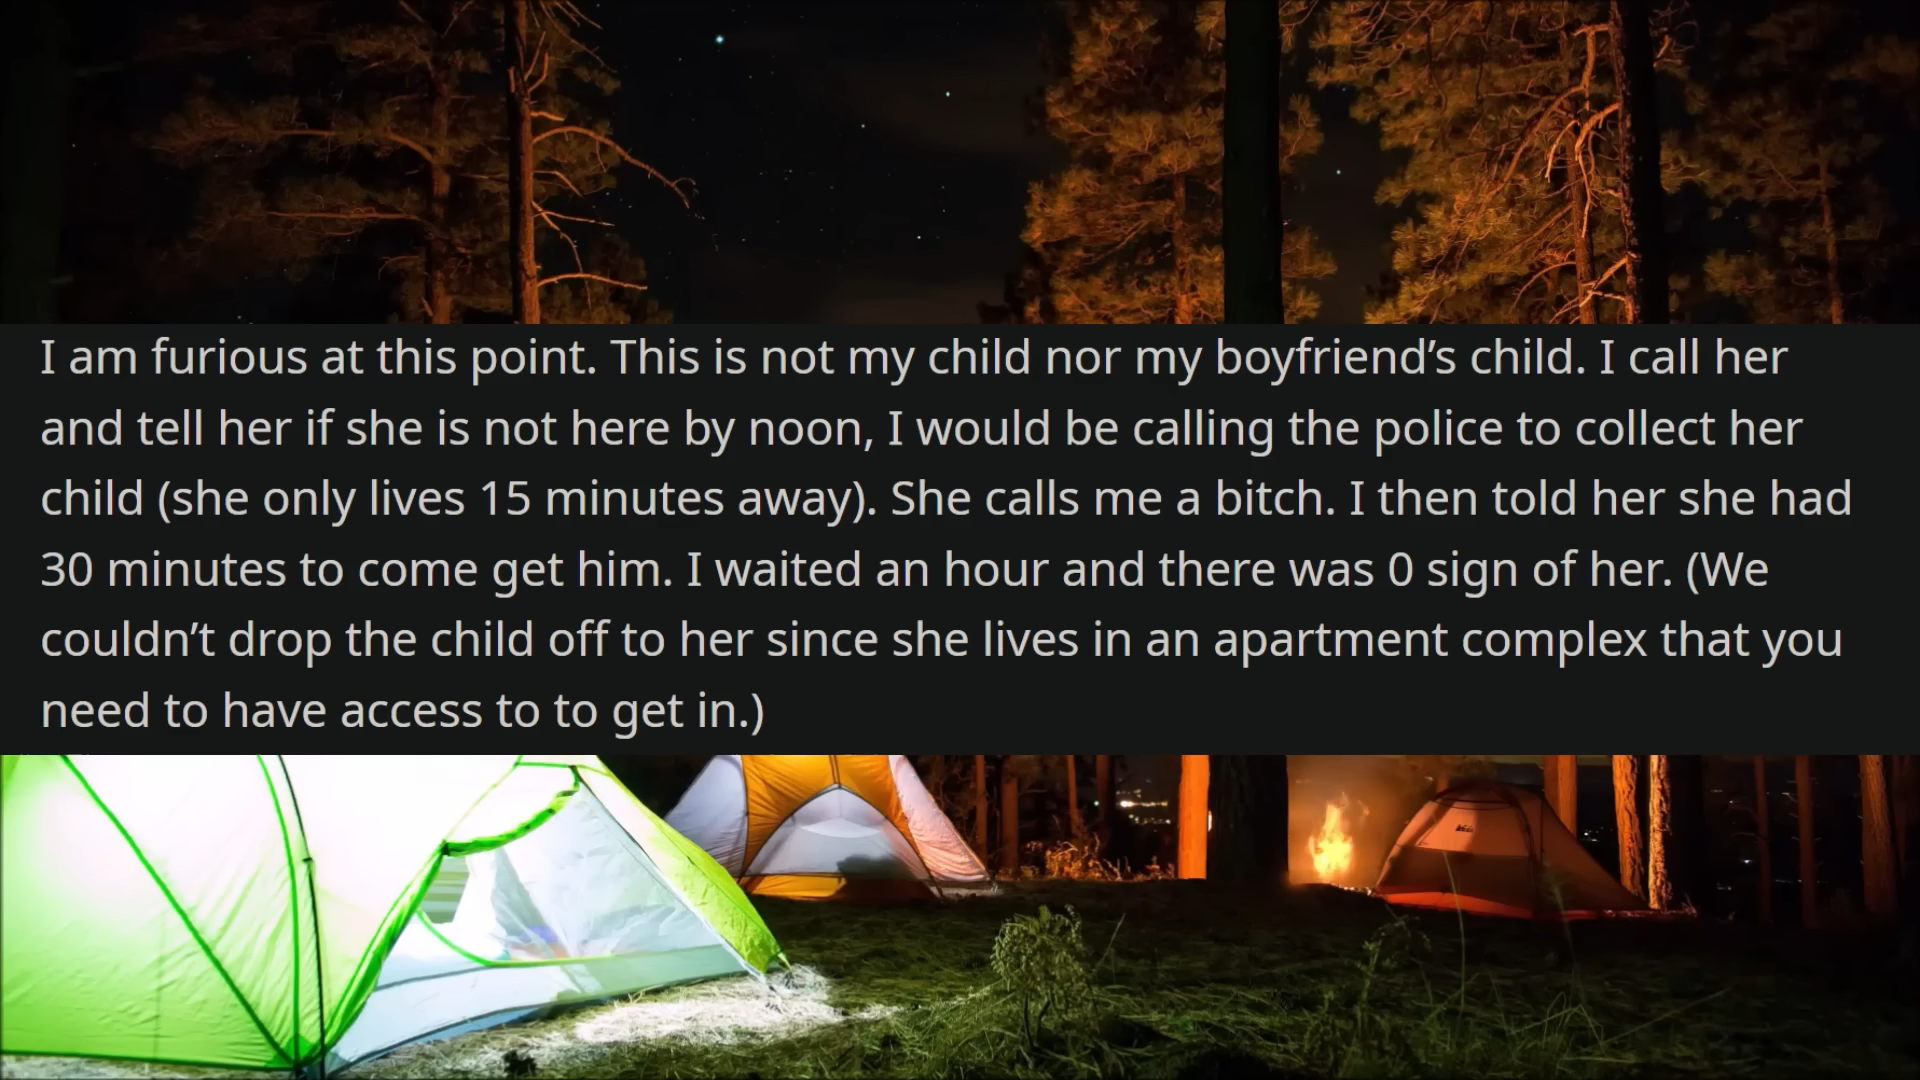 I am furious at this point. This is not my child nor my boyfriend’s child. I call her
and tell her if she is not here by noon, I would be calling the police to collect her
child (she only lives 15 minutes away). She calls me a bitch. I then told her she had
30 minutes to come get him. I waited an hour and there was 0 sign of her. (We
couldn’t drop the child off to her since she lives in an apartment complex that you
need to have access to to get in.)